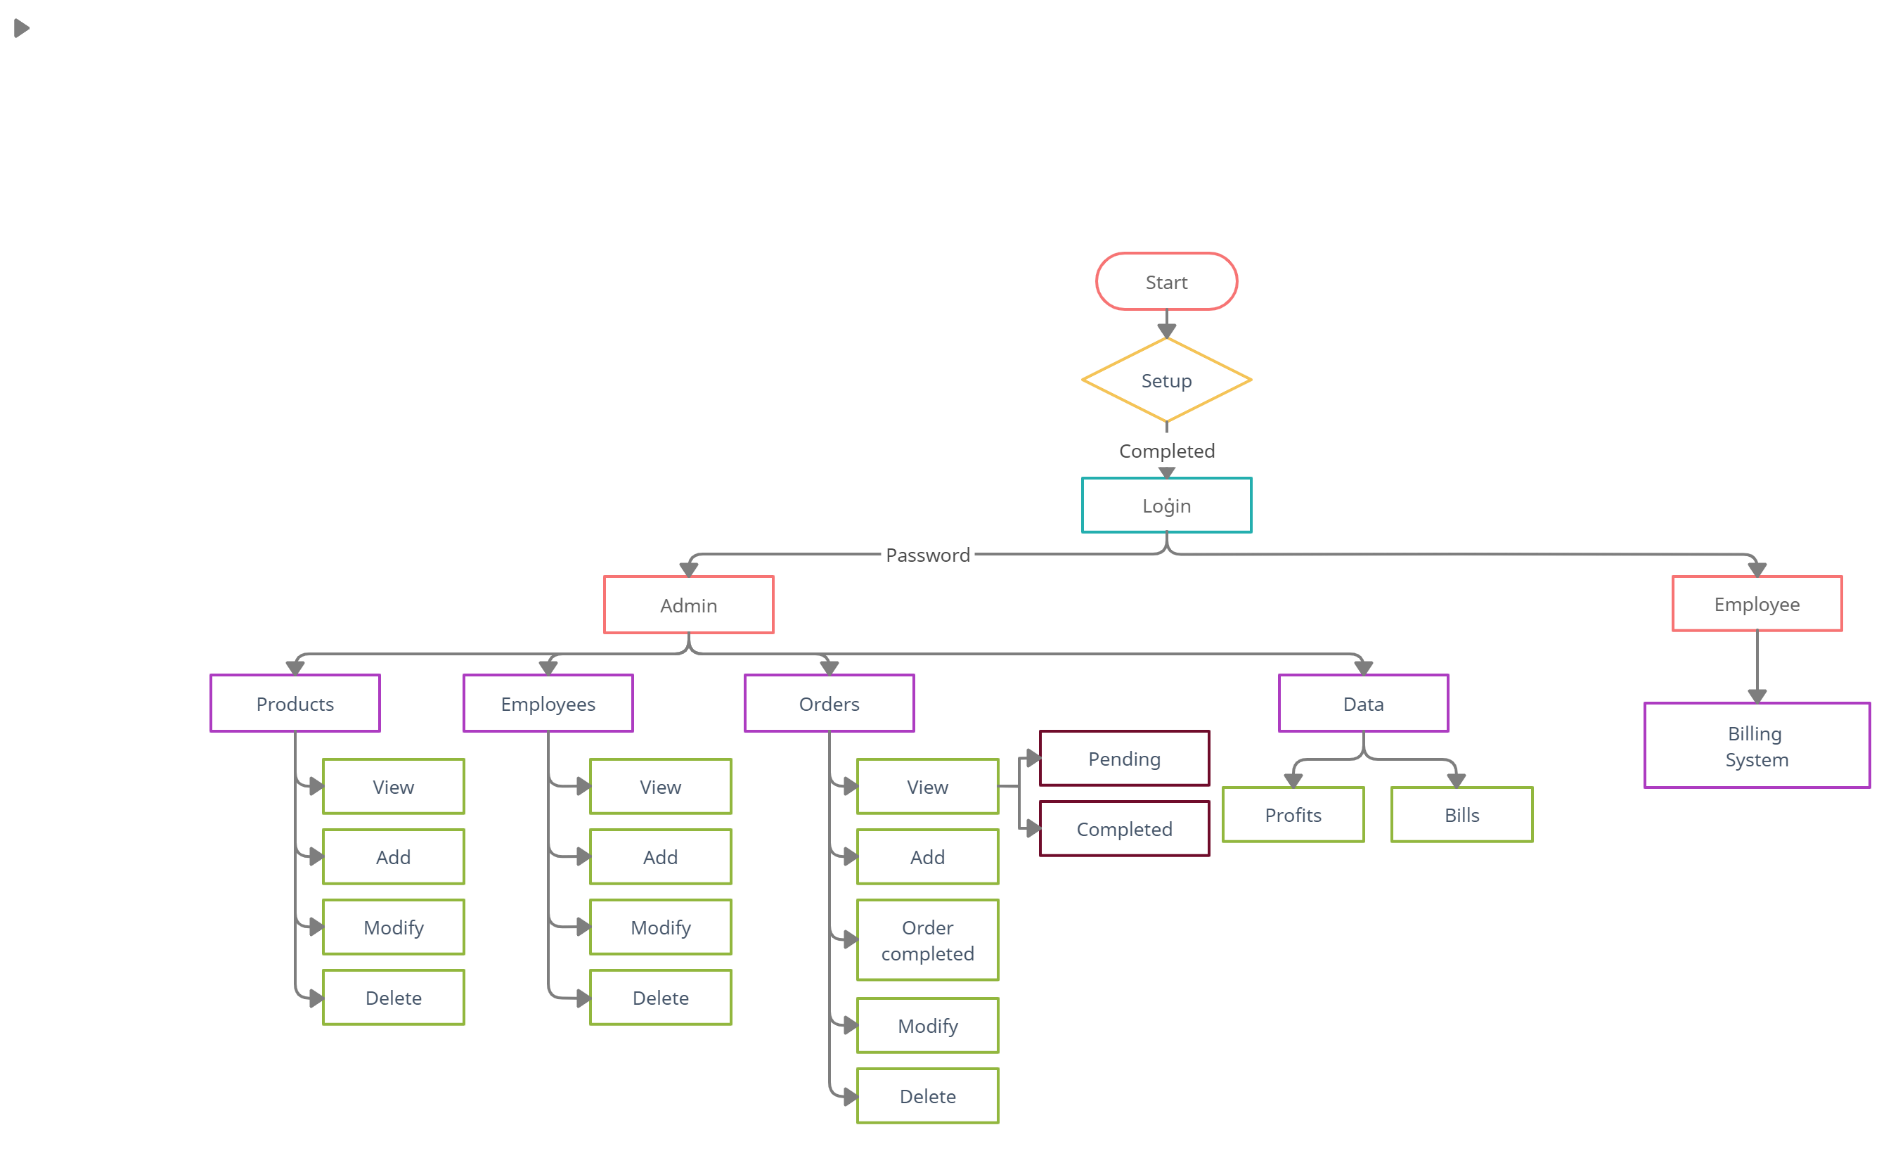 Start
Setup
Completed
Login
Password
Admin
Employee
Products
Employees
Orders
Data
Billing
System
View
Add
Modify
Delete
View
Add
Modify
Delete
View
Add
Order
completed
Modify
Delete
Pending
Completed
Profits
Bills